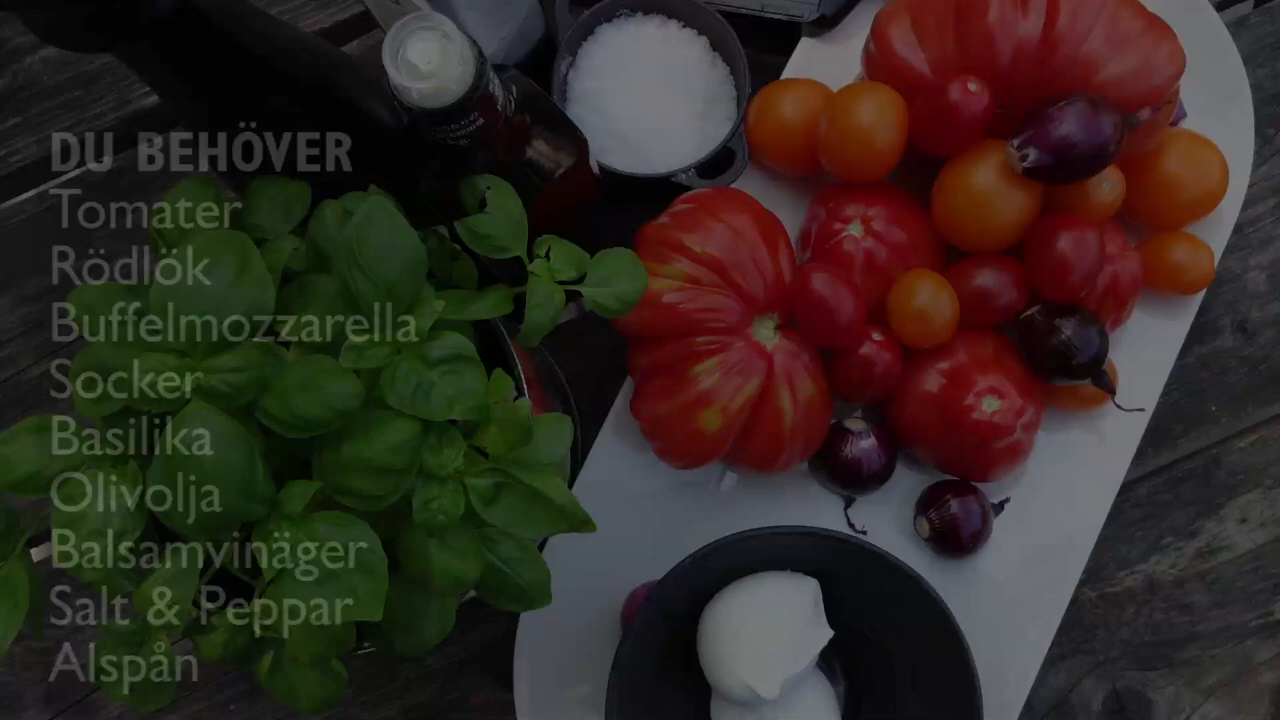 DU BEHÖVER
Tomater
Rödlök
Buffelmozzarella
Socker
Basilika
Olivolja
Balsamvinäger
Salt & Peppar
Alspån